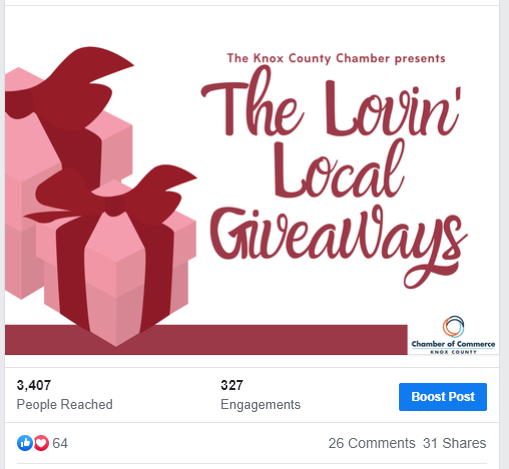 The Knox County Chamber presents
The Lovin'
Local
Giveaways
Chamber of Commerce
KNOX COUNTY
3,407 327
People Reached Engagements Boost Post
64 26 Comments 31 Shares